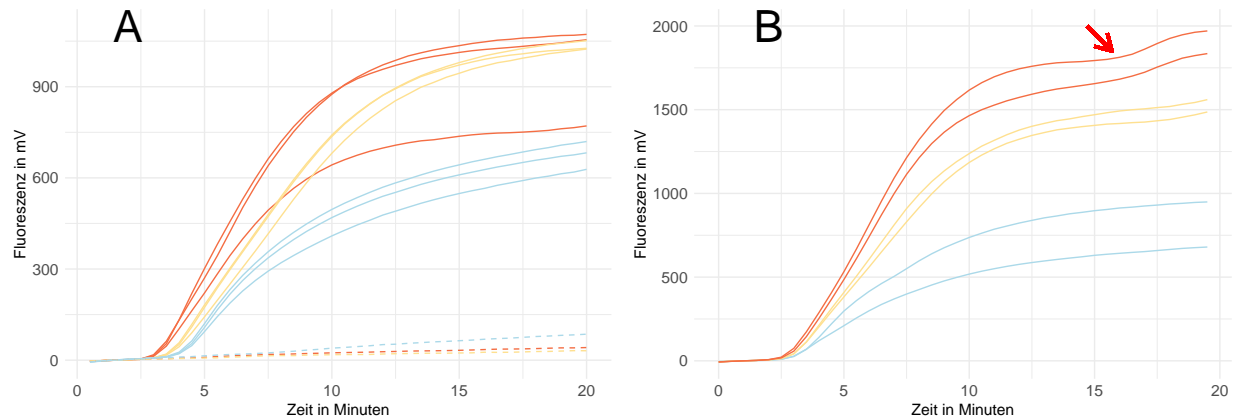 A
Fluoreszenz in mV
900
600
300
0
0 5 10 15 20
Zeit in Minuten
B
Fluoreszenz in mV
2000
1500
1000
500
0
0 5 10 15 20
Zeit in Minuten